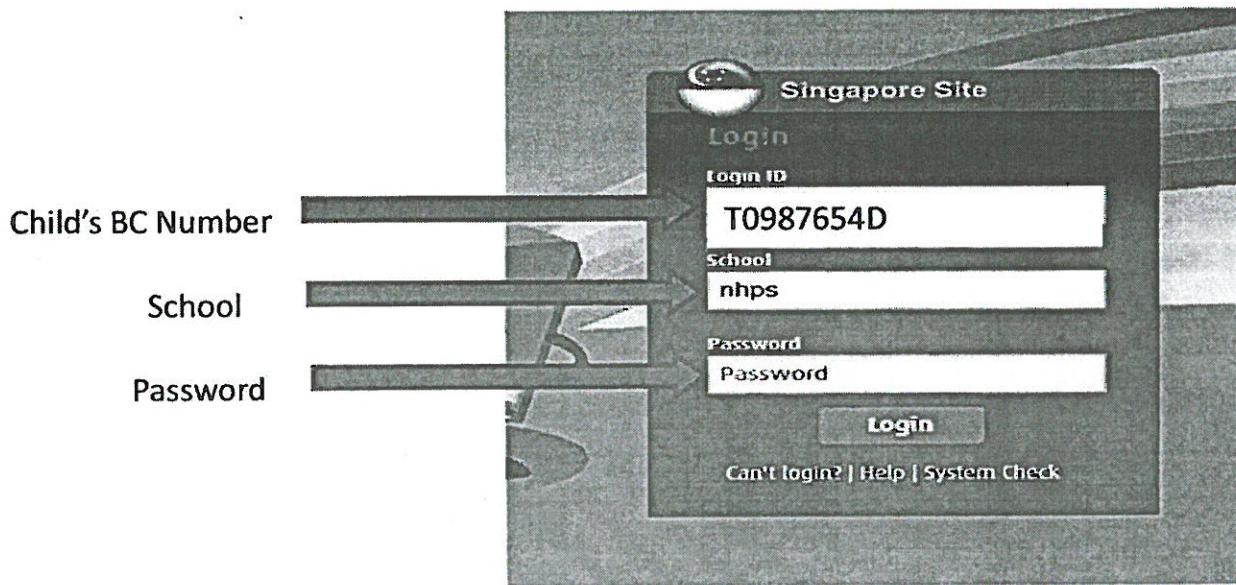 Singapore Site
Login
Login ID
Child's BC Number
T0987654D
School
School
nhps
Password
Password
Password
Login
Can't login? | Help | System Check